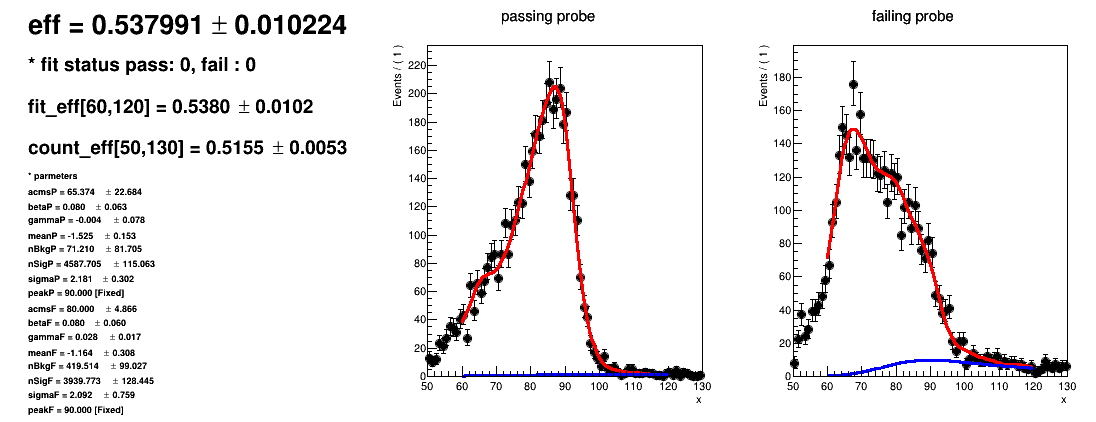 eff = 0.537991 ± 0.010224
* fit status pass: 0, fail : 0
fit_eff[60,120] = 0.5380 ± 0.0102
count_eff[50,130] = 0.5155 ± 0.0053
* parmeters
acmsP = 65.374 ± 22.684
betaP = 0.080 ± 0.063
gammaP = -0.004 ± 0.078
meanP = -1.525 ± 0.153
nBkgP = 71.210 ± 81.705
nSigP = 4587.705 ± 115.063
sigmaP = 2.181 ± 0.302
peakP = 90.000 [Fixed]
acmsF = 80.000 ± 4.866
betaF = 0.080 ± 0.060
gammaF = 0.028 ± 0.017
meanF = -1.164 ± 0.308
nBkgF = 419.514 ± 99.027
nSigF = 3939.773 ± 128.445
sigmaF = 2.092 ± 0.759
peakF = 90.000 [Fixed]
passing probe
Events / ( 1 )
220
200
180
160
140
120
100
80
60
40
20
0
50 60 70 80 90 100 110 120 130
x
failing probe
Events / ( 1 )
180
160
140
120
100
80
60
40
20
0
50 60 70 80 90 100 110 120 130
x